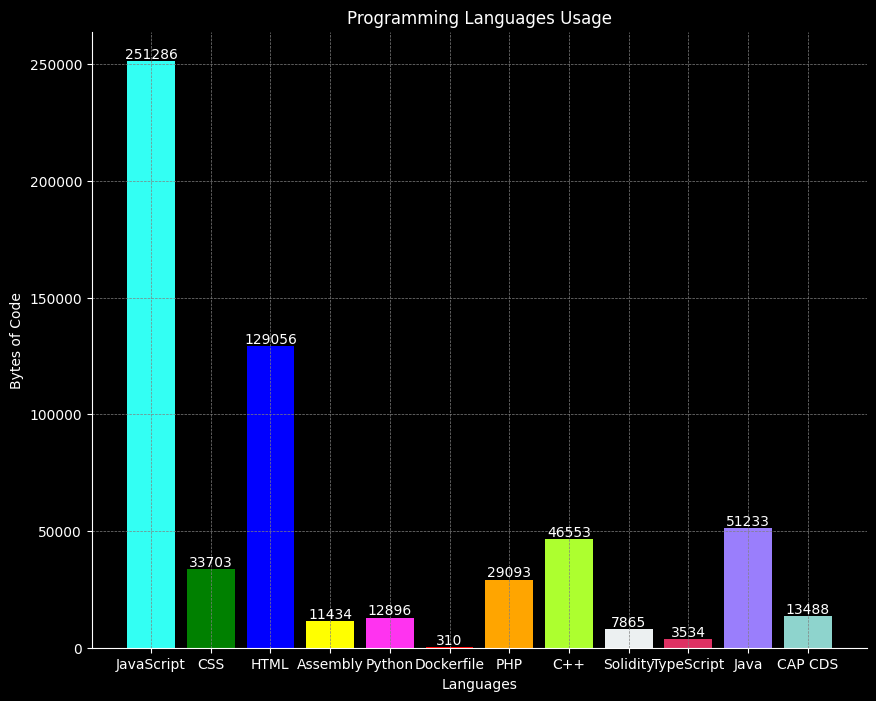 Programming Languages Usage
Bytes of Code
250000
200000
150000
100000
50000
0
251286
33703
129056
11434
12896
310
29093
46553
7865
3534
51233
13488
JavaScript
CSS
HTML
Assembly
Python
Dockerfile
PHP
C++
Solidity
TypeScript
Java
CAP CDS
Languages